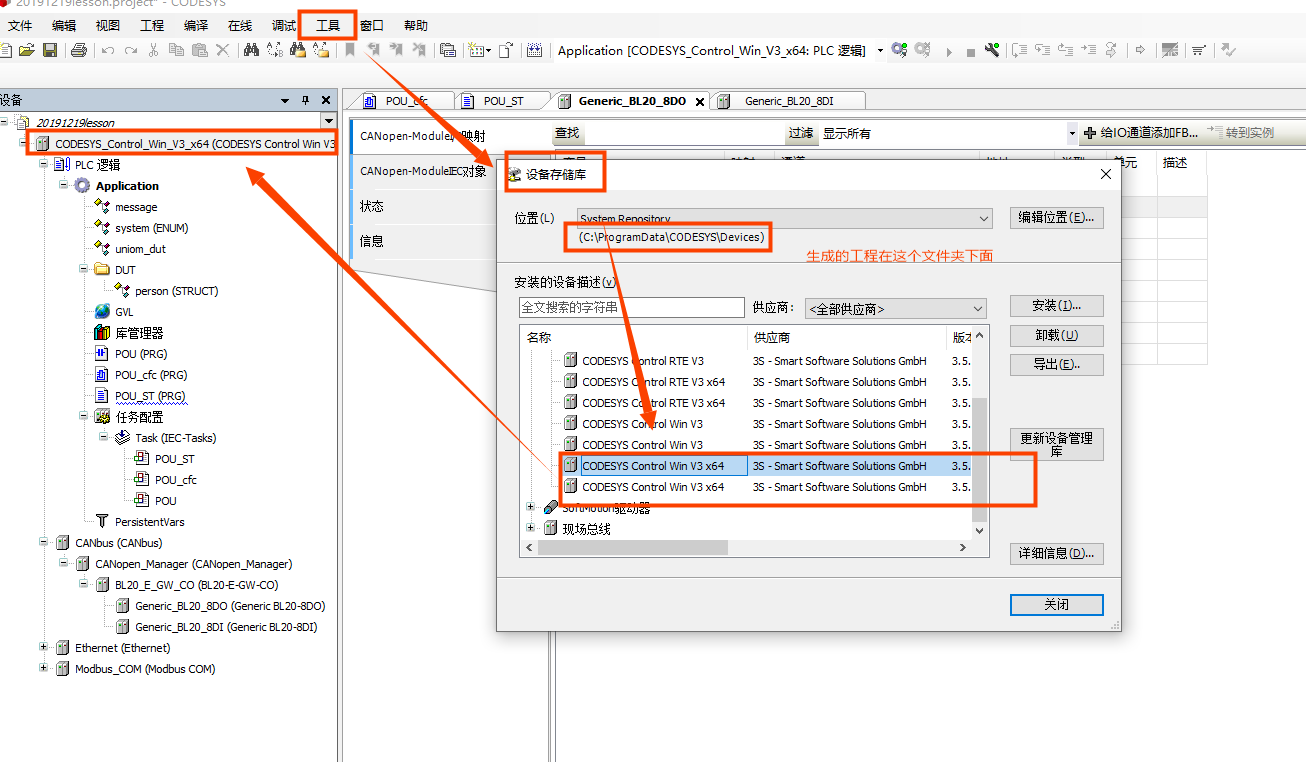 20191219lesson.project* - CODESYS
文件 编辑 视图 工程 编译 在线 调试 工具 窗口 帮助
Application [CODESYS_Control_Win_V3_x64: PLC 逻辑]
设备
POU_cfc POU_ST Generic_BL20_8DO Generic_BL20_8DI
20191219lesson
CODESYS_Control_Win_V3_x64 (CODESYS Control Win V3
PLC 逻辑
Application
message
system (ENUM)
uniom_dut
DUT
person (STRUCT)
GVL
库管理器
POU (PRG)
POU_cfc (PRG)
POU_ST (PRG)
任务配置
Task (IEC-Tasks)
POU_ST
POU_cfc
POU
PersistentVars
CANbus (CANbus)
CANopen_Manager (CANopen_Manager)
BL20_E_GW_CO (BL20-E-GW-CO)
Generic_BL20_8DO (Generic BL20-8DO)
Generic_BL20_8DI (Generic BL20-8DI)
Ethernet (Ethernet)
Modbus_COM (Modbus COM)
CANopen-ModuleI/映射
CANopen-ModuleIEC对象
状态
信息
查找 过滤 显示所有 给IO通道添加FB... 转到实例
单元 描述
设备存储库
位置(L) System Repository 编辑位置(E)...
(C:\ProgramData\CODESYS\Devices)
生成的工程在这个文件夹下面
安装的设备描述(v)
全文搜索的字符串 供应商: <全部供应商> 安装(I)...
卸载(U)
导出(E)..
名称 供应商 版本
CODESYS Control RTE V3 3S - Smart Software Solutions GmbH 3.5.
CODESYS Control RTE V3 x64 3S - Smart Software Solutions GmbH 3.5.
CODESYS Control RTE V3 x64 3S - Smart Software Solutions GmbH 3.5.
CODESYS Control Win V3 3S - Smart Software Solutions GmbH 3.5.
CODESYS Control Win V3 3S - Smart Software Solutions GmbH 3.5.
CODESYS Control Win V3 x64 3S - Smart Software Solutions GmbH 3.5.
CODESYS Control Win V3 x64 3S - Smart Software Solutions GmbH 3.5.
SoftMotion驱动器
现场总线
更新设备管理
库
详细信息(D)...
关闭